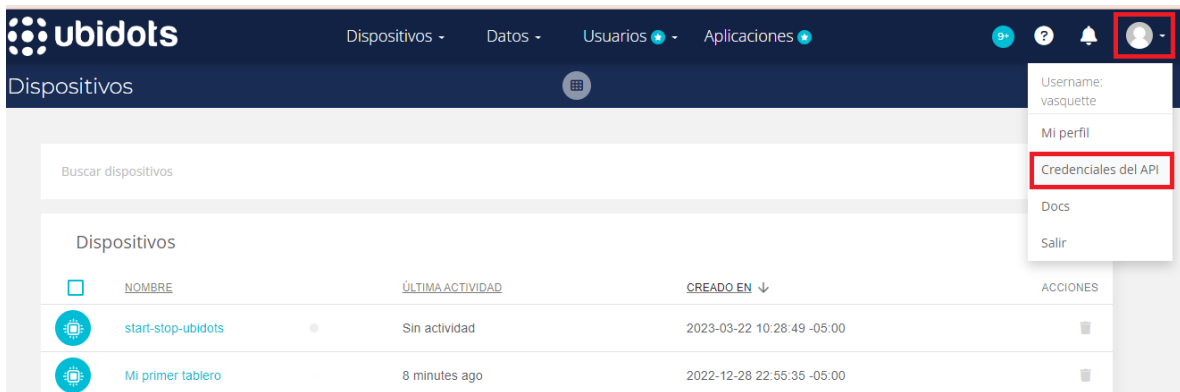 ubidots
Dispositivos
Datos
Usuarios
Aplicaciones
9+
?
Dispositivos
Username:
vasquette
Mi perfil
Credenciales del API
Docs
Salir
Buscar dispositivos
Dispositivos
NOMBRE
ÚLTIMA ACTIVIDAD
CREADO EN
ACCIONES
start-stop-ubidots
Sin actividad
2023-03-22 10:28:49 -05:00
Mi primer tablero
8 minutes ago
2022-12-28 22:55:35 -05:00